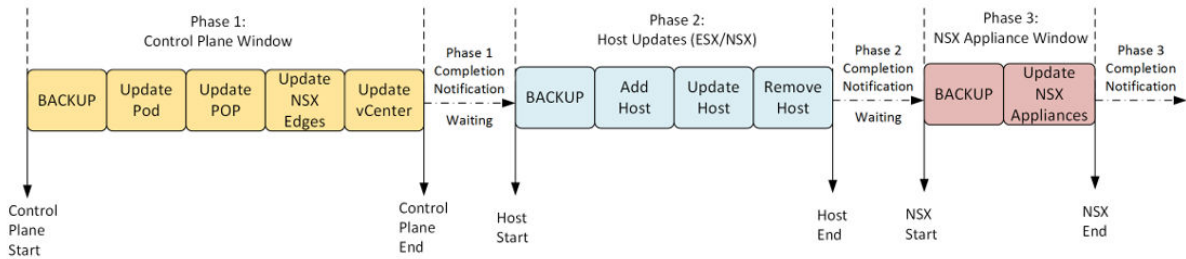 Phase 1:
Control Plane Window
BACKUP
Update
Pod
Update
POP
Update
NSX
Edges
Update
vCenter
Control
Plane
Start
Control
Plane
End
Phase 1
Completion
Notification
Waiting
Phase 2:
Host Updates (ESX/NSX)
BACKUP
Add
Host
Update
Host
Remove
Host
Host
Start
Host
End
Phase 2
Completion
Notification
Waiting
Phase 3:
NSX Appliance Window
BACKUP
Update
NSX
Appliances
NSX
Start
NSX
End
Phase 3
Completion
Notification